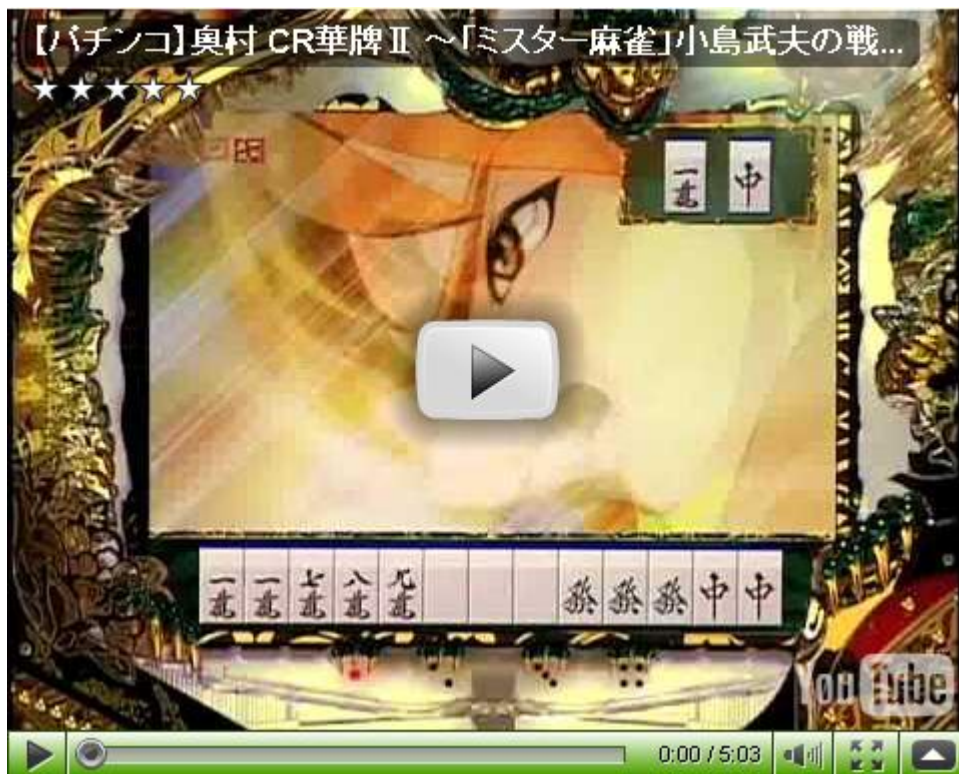 【パチンコ】奥村 CR華牌Ⅱ ～「ミスター麻雀」小島武夫の戦...
一萬 中
一萬 一萬 七萬 八萬 九萬 發 發 發 中 中
YouTube
0:00 / 5:03